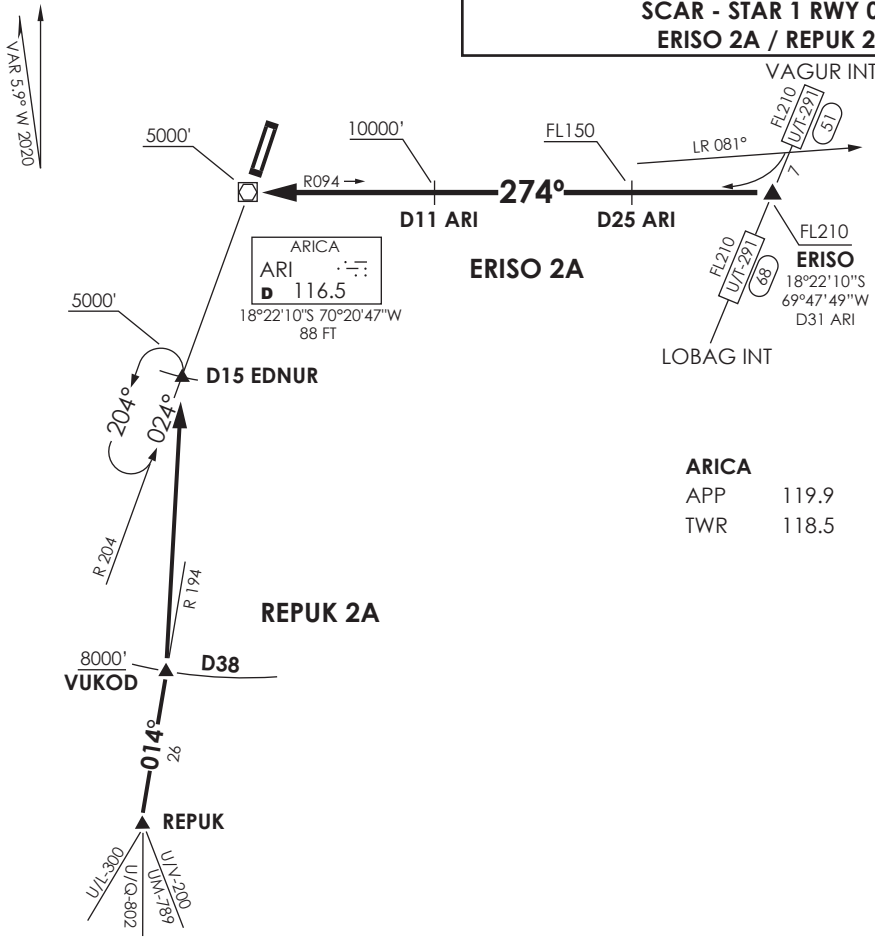 SCAR - STAR 1 RWY 0
ERISO 2A / REPUK 2
VAR 5.9° W 2020
VAGUR INT
FL210
U/T-291
51
5000'
10000'
FL150
LR 081°
7
R093 →
274°
D11 ARI
D25 ARI
FL210
ERISO
18°22'10"S
69°47'49"W
D31 ARI
ERISO 2A
ARICA
ARI
D 116.5
18°22'10"S 70°20'47"W
88 FT
FL210
U/T-291
68
LOBAG INT
5000'
D15 EDNUR
204°
024°
ARICA
APP 119.9
TWR 118.5
R 204
R 194
REPUK 2A
8000'
VUKOD
D38
014°
26
REPUK
U/L-300
U/Q-802
UM-789
U/V-200